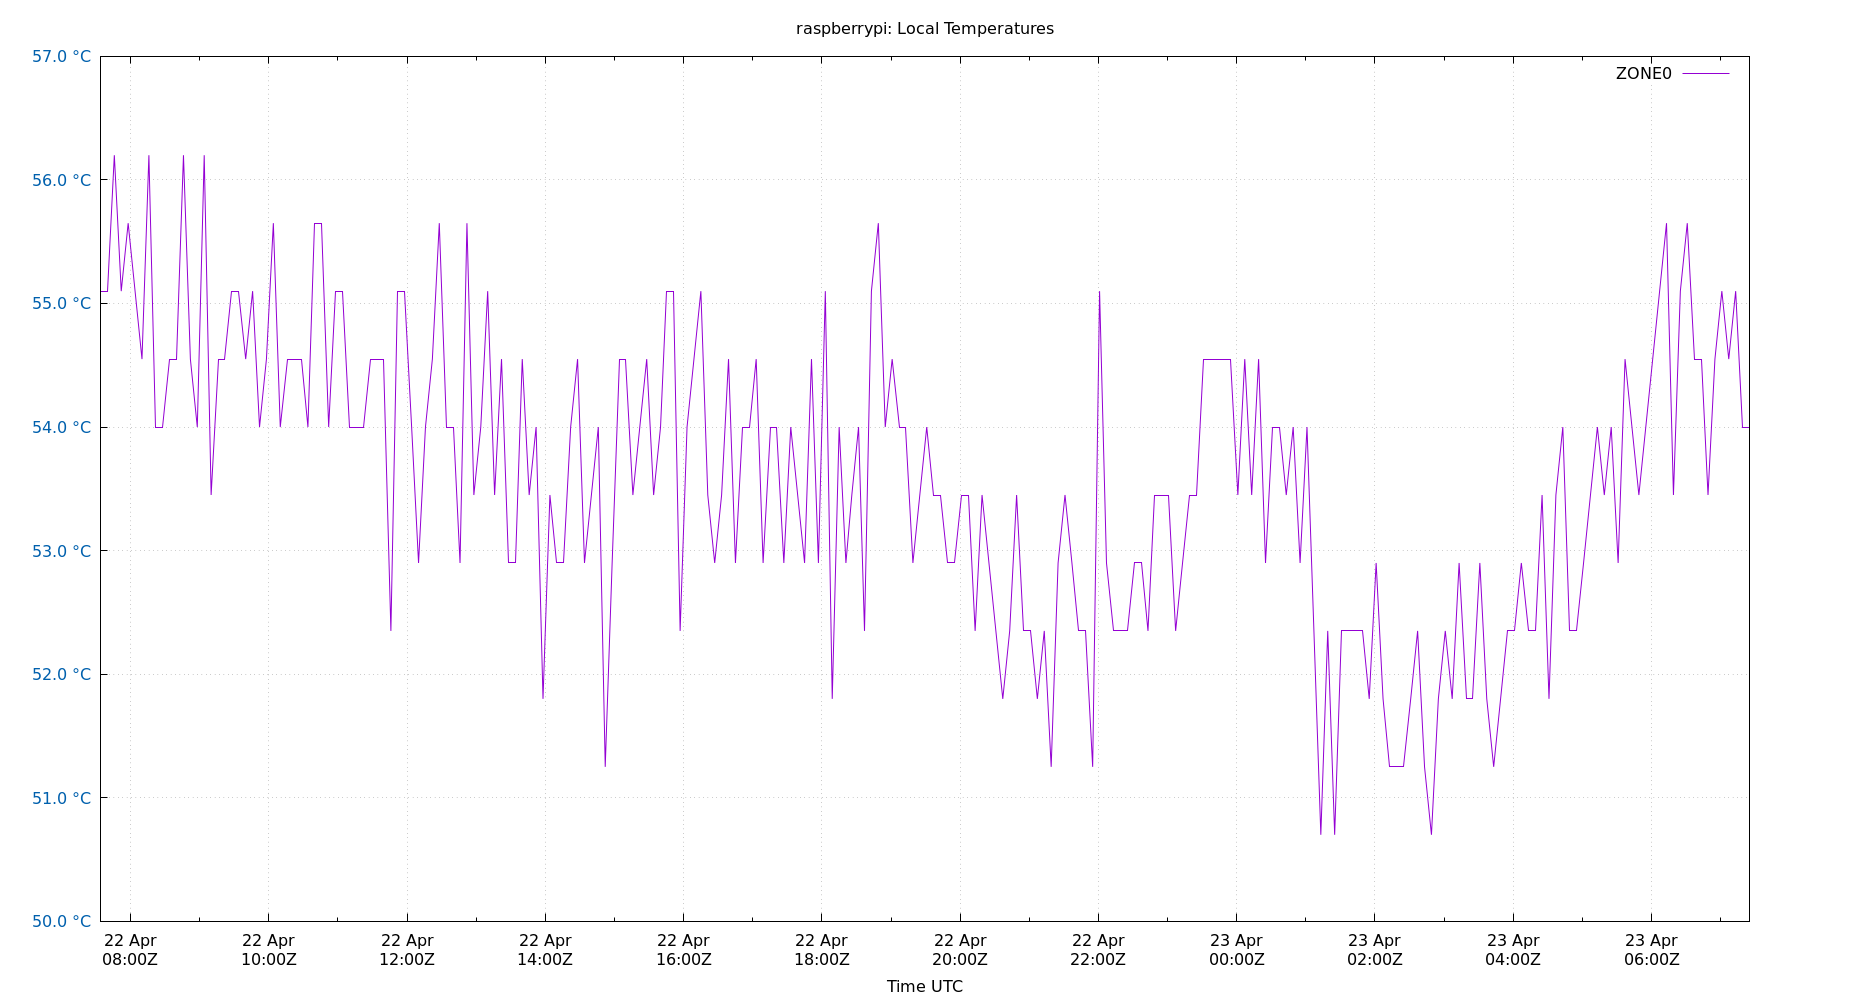 raspberrypi: Local Temperatures
57.0 °C
ZONE0
56.0 °C
55.0 °C
54.0 °C
53.0 °C
52.0 °C
51.0 °C
50.0 °C
22 Apr 22 Apr 22 Apr 22 Apr 22 Apr 22 Apr 22 Apr 22 Apr 23 Apr 23 Apr 23 Apr 23 Apr
08:00Z 10:00Z 12:00Z 14:00Z 16:00Z 18:00Z 20:00Z 22:00Z 00:00Z 02:00Z 04:00Z 06:00Z
Time UTC